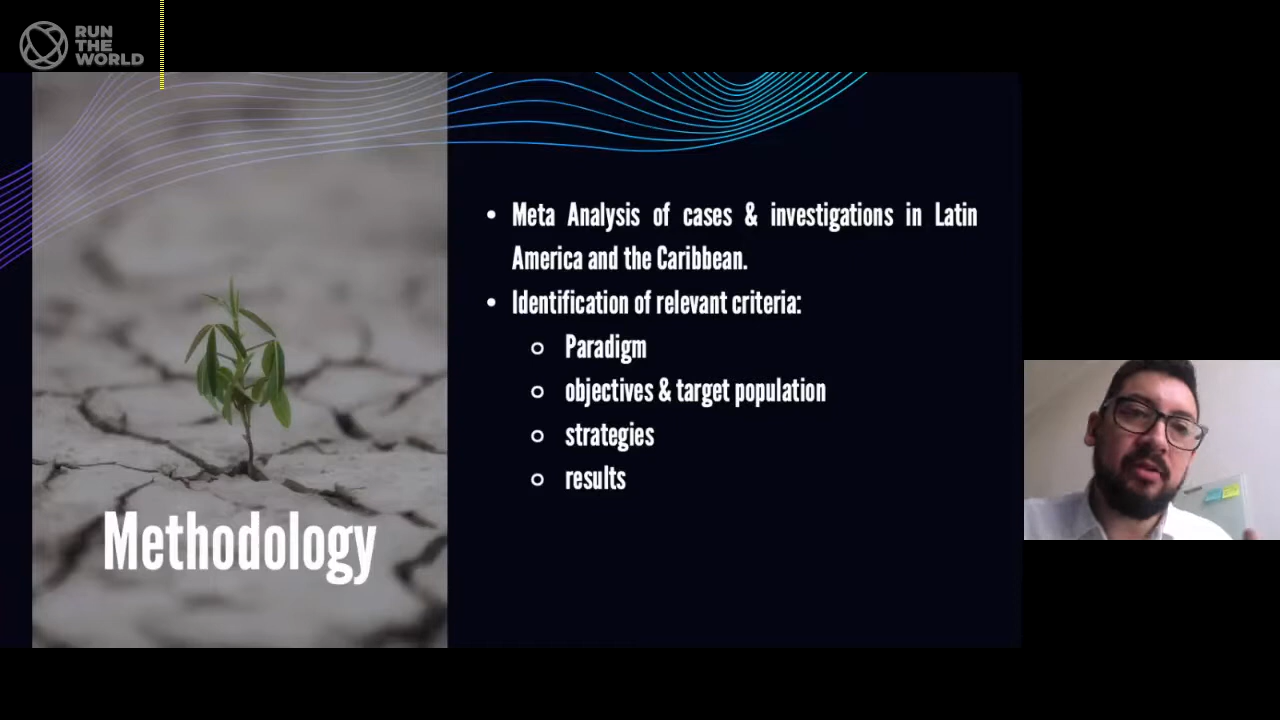 RUN
THE
WORLD
• Meta Analysis of cases & investigations in Latin
America and the Caribbean.
• Identification of relevant criteria:
○ Paradigm
○ objectives & target population
○ strategies
○ results
Methodology